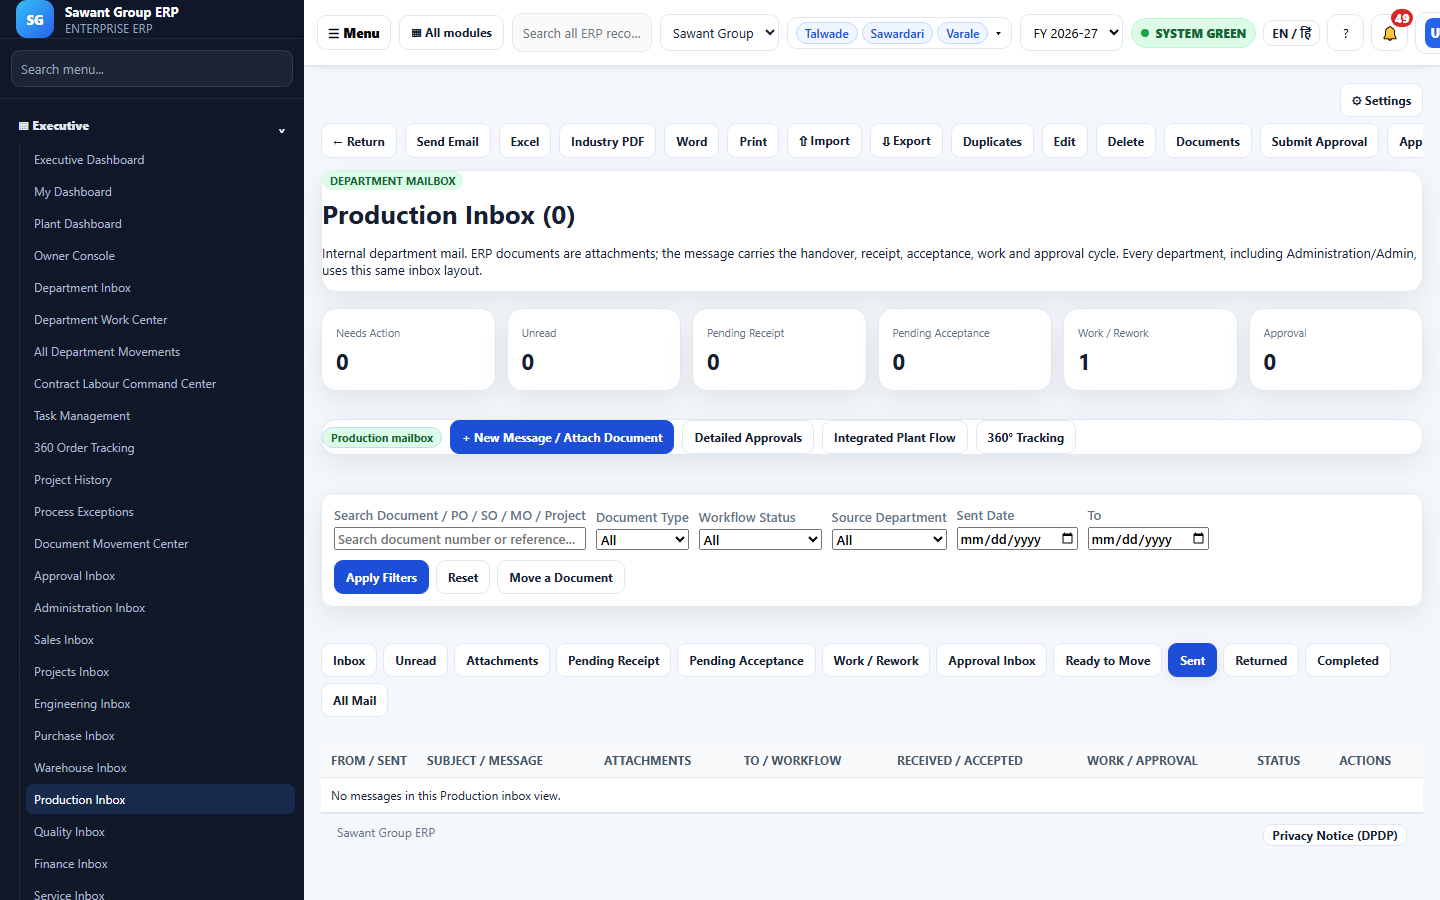 SG
Sawant Group ERP
ENTERPRISE ERP
Search menu...
Executive
Executive Dashboard
My Dashboard
Plant Dashboard
Owner Console
Department Inbox
Department Work Center
All Department Movements
Contract Labour Command Center
Task Management
360 Order Tracking
Project History
Process Exceptions
Document Movement Center
Approval Inbox
Administration Inbox
Sales Inbox
Projects Inbox
Engineering Inbox
Purchase Inbox
Warehouse Inbox
Production Inbox
Quality Inbox
Finance Inbox
Service Inbox
☰ Menu
All modules
Search all ERP reco...
Sawant Group
Talwade Sawardari Varale
FY 2026-27
SYSTEM GREEN
EN / हिं
?
49
U
⚙ Settings
← Return
Send Email
Excel
Industry PDF
Word
Print
⇧ Import
⇩ Export
Duplicates
Edit
Delete
Documents
Submit Approval
App
DEPARTMENT MAILBOX
Production Inbox (0)
Internal department mail. ERP documents are attachments; the message carries the handover, receipt, acceptance, work and approval cycle. Every department, including Administration/Admin,
uses this same inbox layout.
Needs Action
0
Unread
0
Pending Receipt
0
Pending Acceptance
0
Work / Rework
1
Approval
0
Production mailbox
+ New Message / Attach Document
Detailed Approvals
Integrated Plant Flow
360° Tracking
Search Document / PO / SO / MO / Project
Search document number or reference...
Document Type
All
Workflow Status
All
Source Department
All
Sent Date
mm/dd/yyyy
To
mm/dd/yyyy
Apply Filters
Reset
Move a Document
Inbox
Unread
Attachments
Pending Receipt
Pending Acceptance
Work / Rework
Approval Inbox
Ready to Move
Sent
Returned
Completed
All Mail
FROM / SENT SUBJECT / MESSAGE ATTACHMENTS TO / WORKFLOW RECEIVED / ACCEPTED WORK / APPROVAL STATUS ACTIONS
No messages in this Production inbox view.
Sawant Group ERP
Privacy Notice (DPDP)